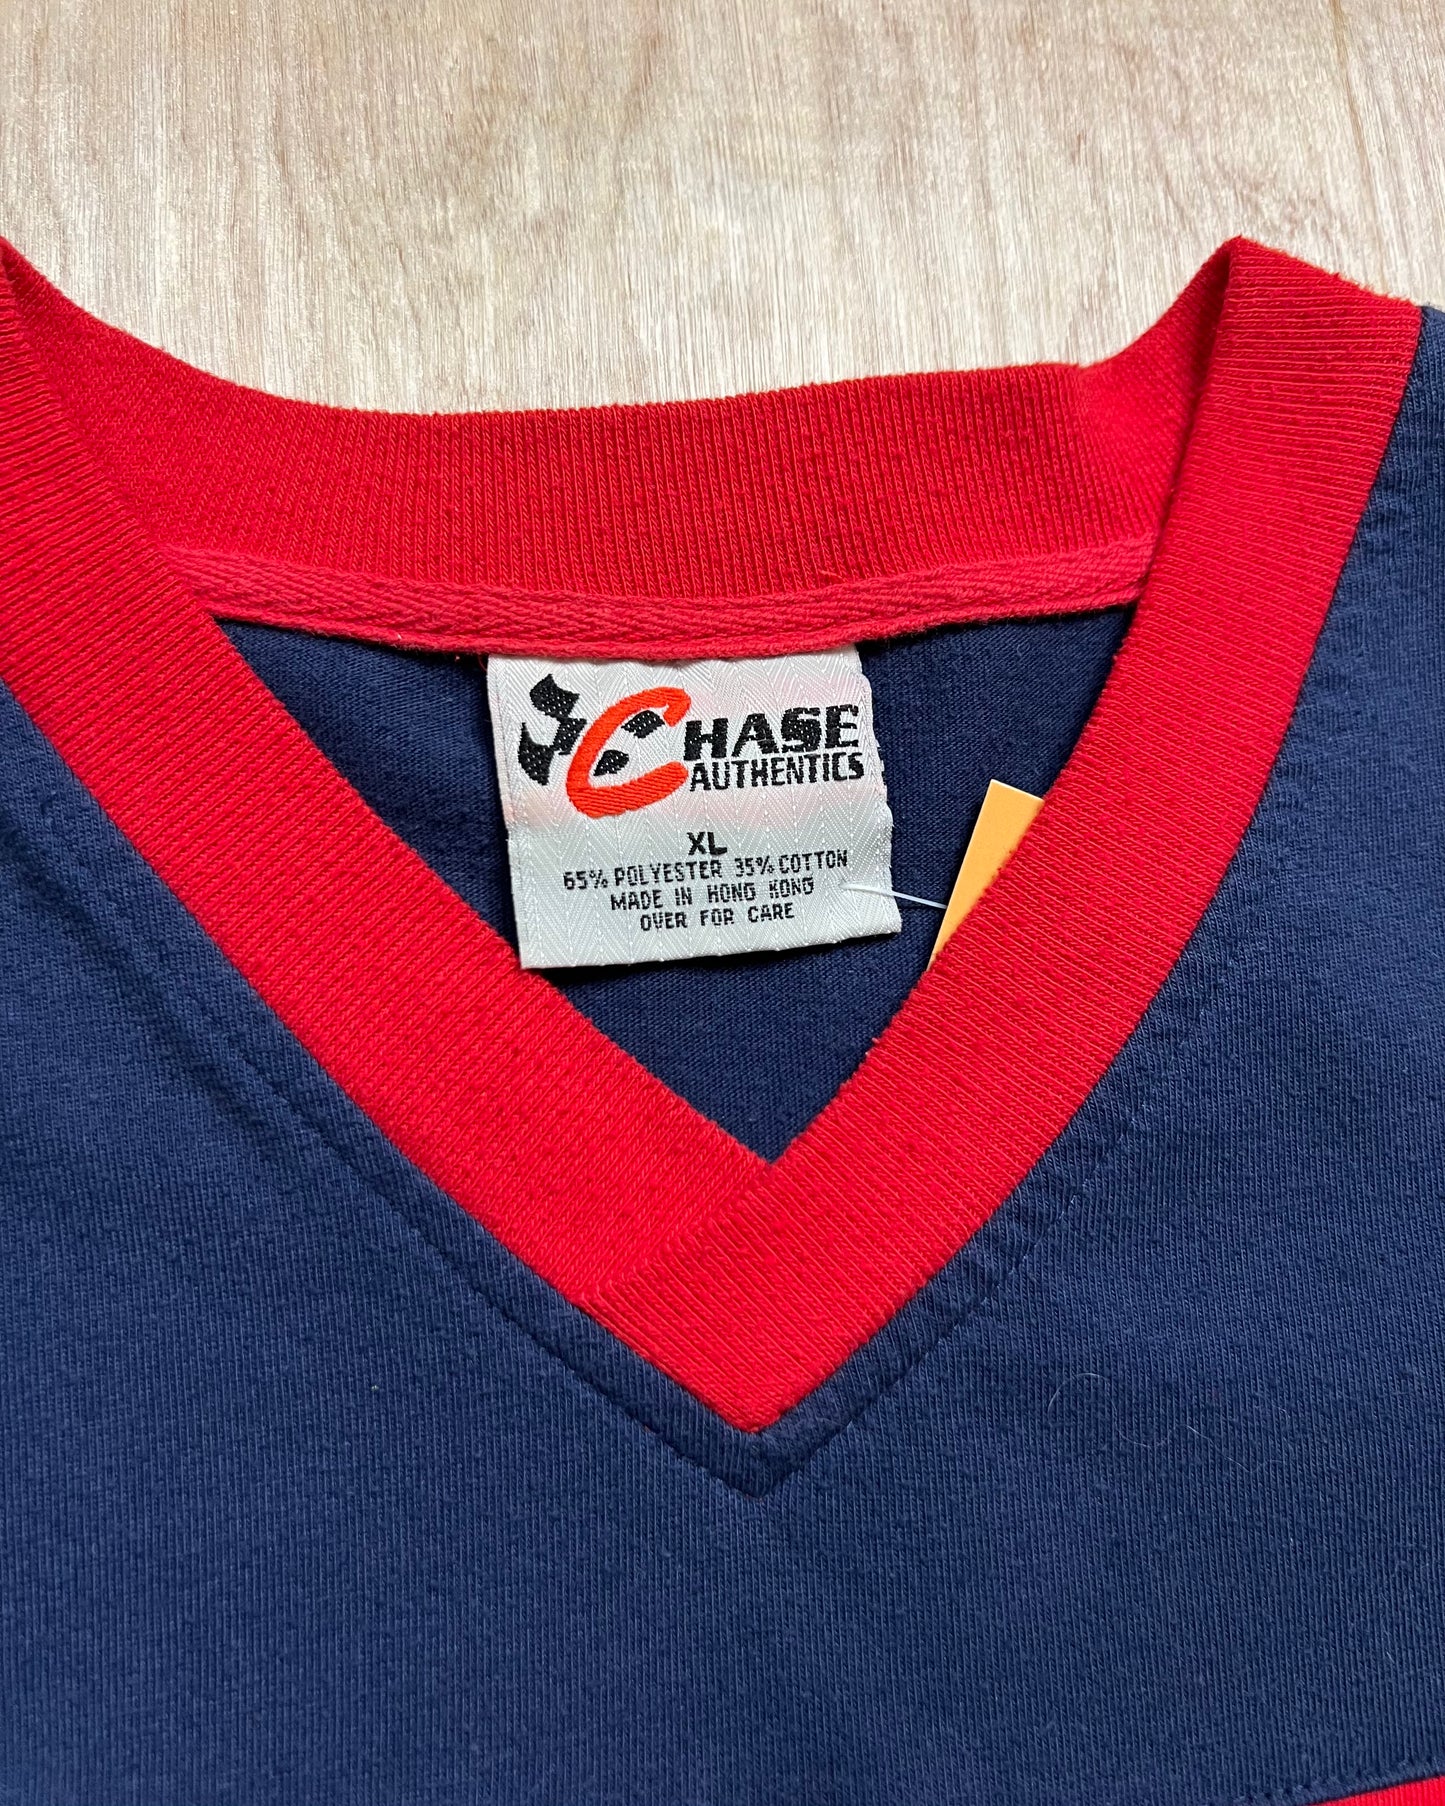 CHASE
AUTHENTICS
XL
65% POLYESTER 35% COTTON
MADE IN HONG KONG
OVER FOR CARE